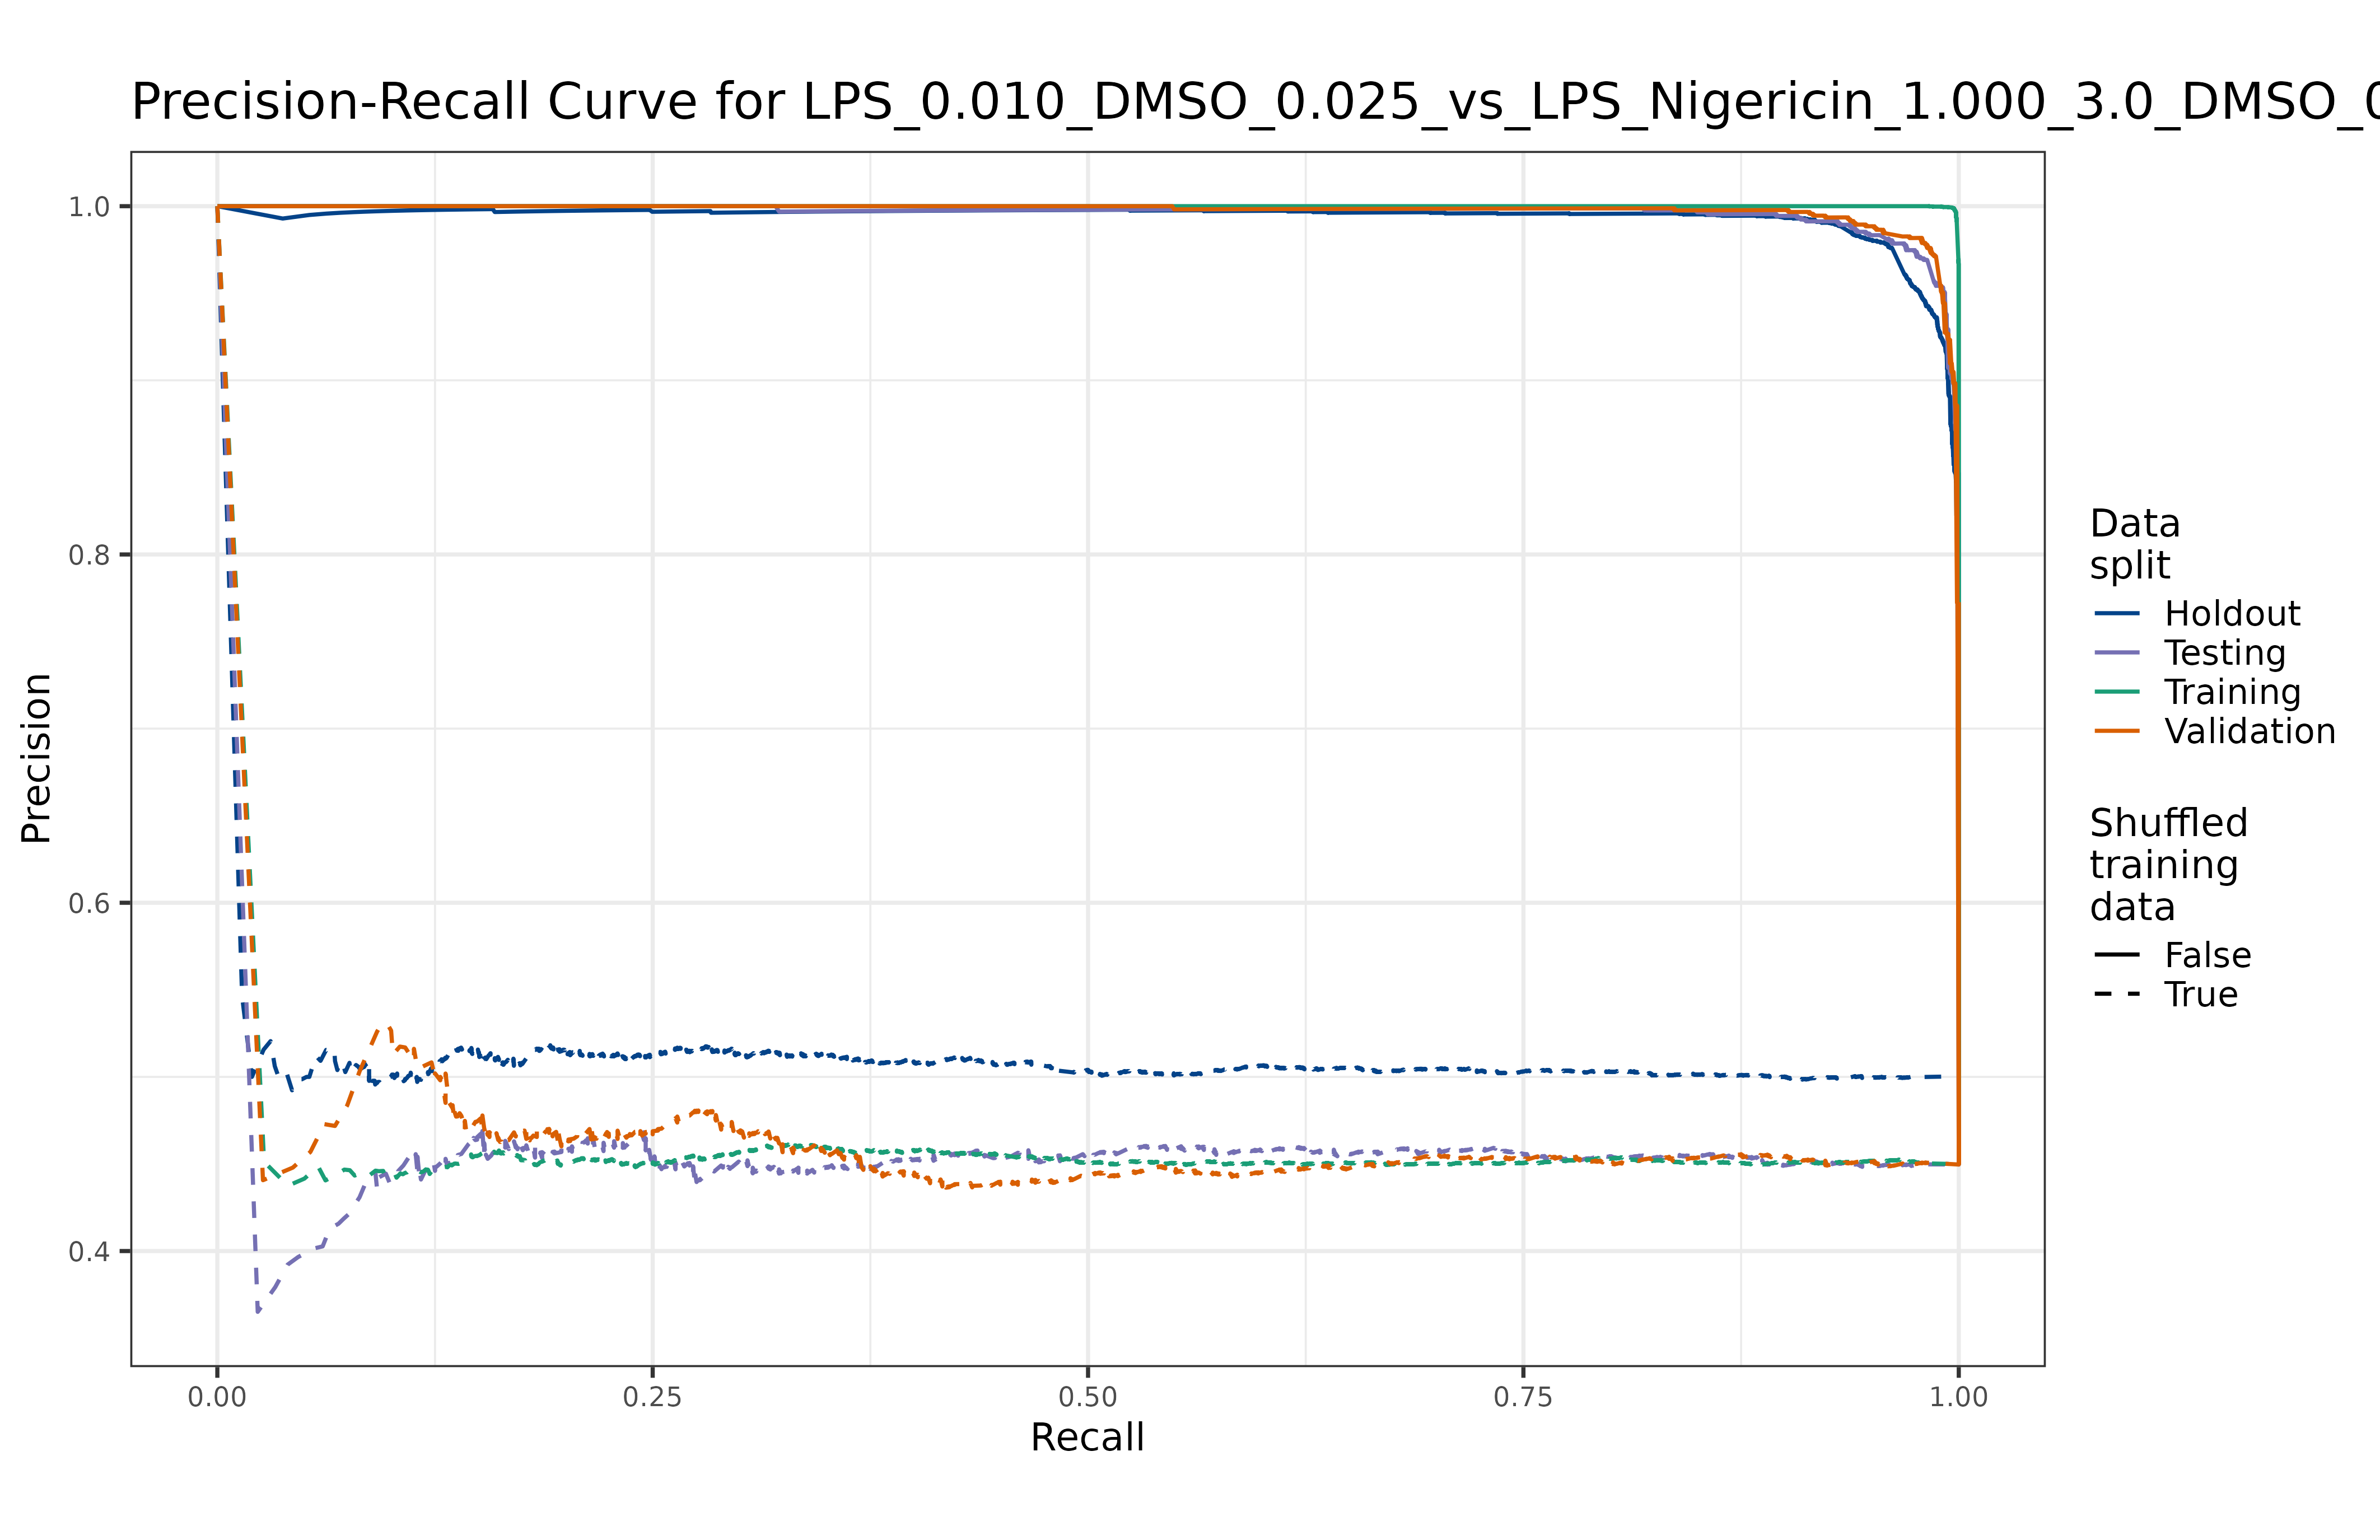 Precision-Recall Curve for LPS_0.010_DMSO_0.025_vs_LPS_Nigericin_1.000_3.0_DMSO_0
Precision
1.0
0.8
0.6
0.4
0.00
0.25
0.50
0.75
1.00
Recall
Data
split
Holdout
Testing
Training
Validation
Shuffled
training
data
False
True